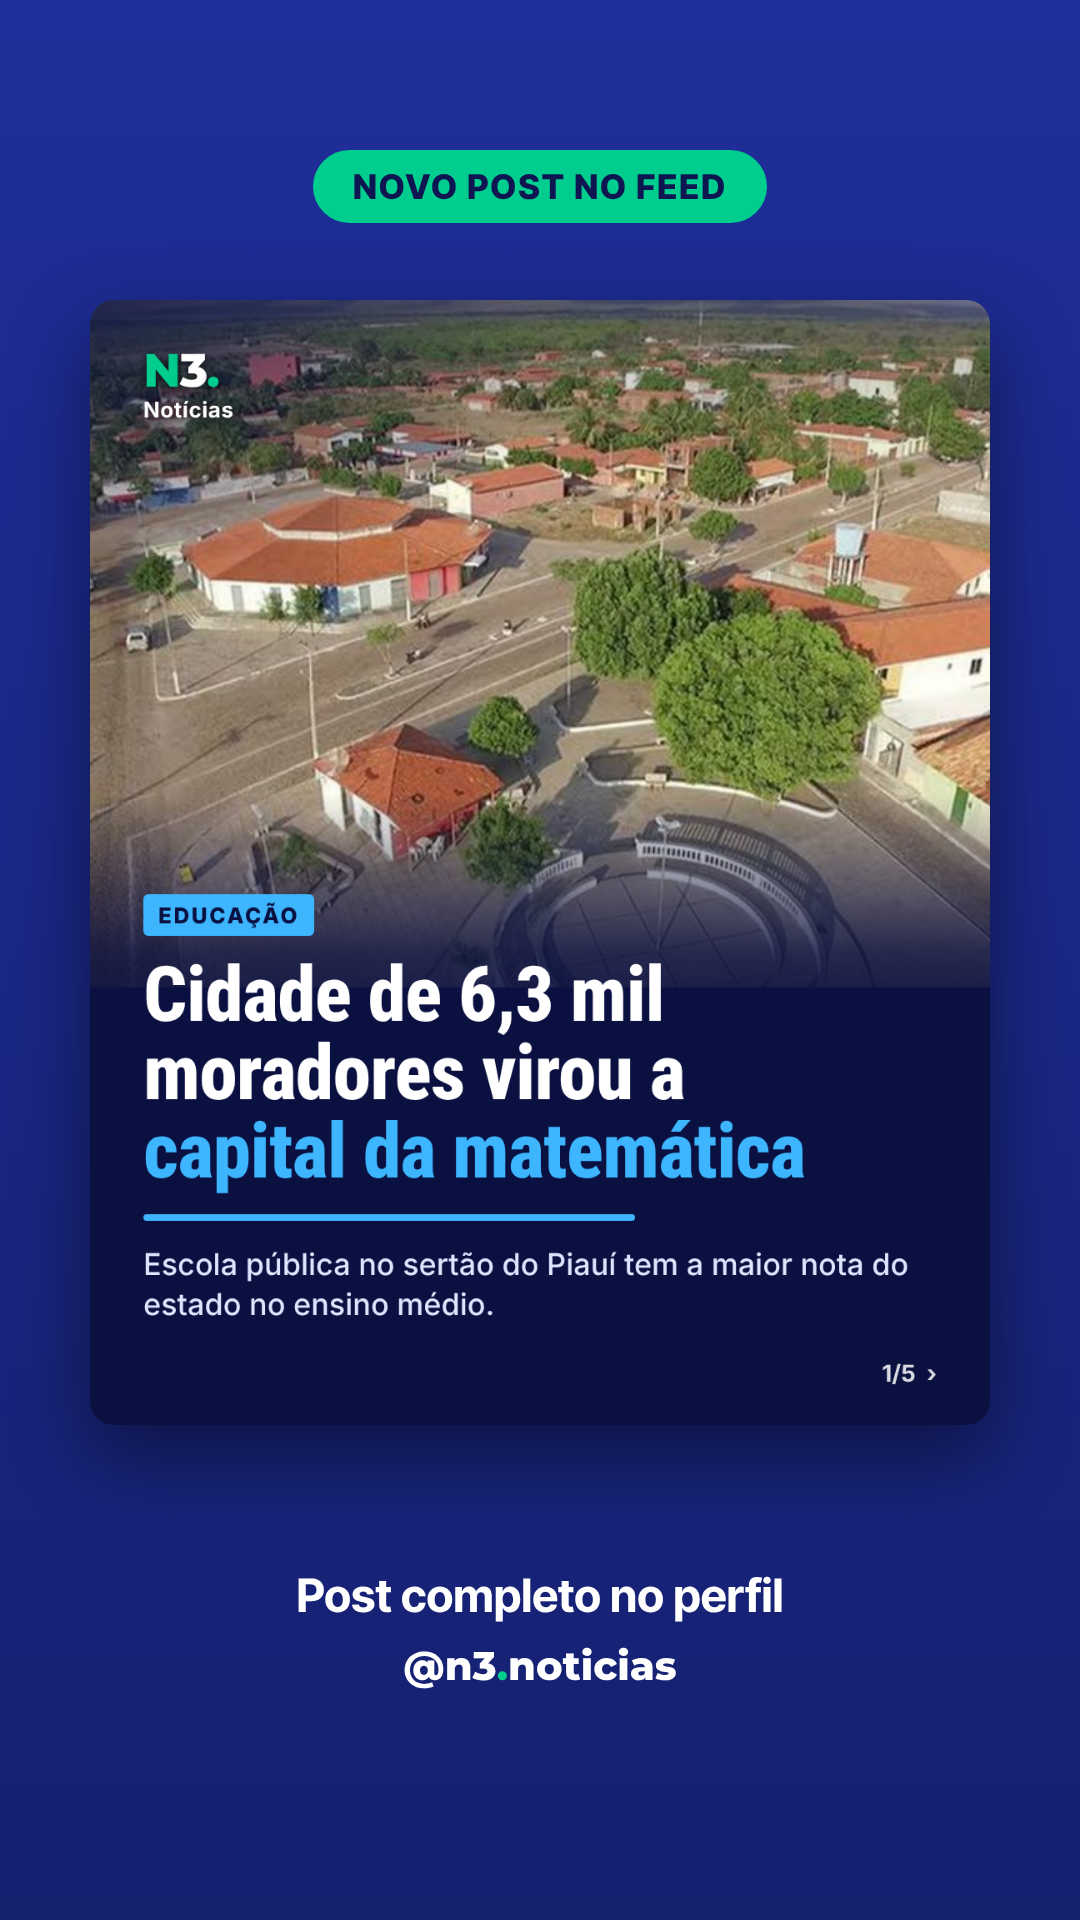 NOVO POST NO FEED
N3.
Notícias
EDUCAÇÃO
Cidade de 6,3 mil
moradores virou a
capital da matemática
Escola pública no sertão do Piauí tem a maior nota do
estado no ensino médio.
1/5 ›
Post completo no perfil
@n3.noticias